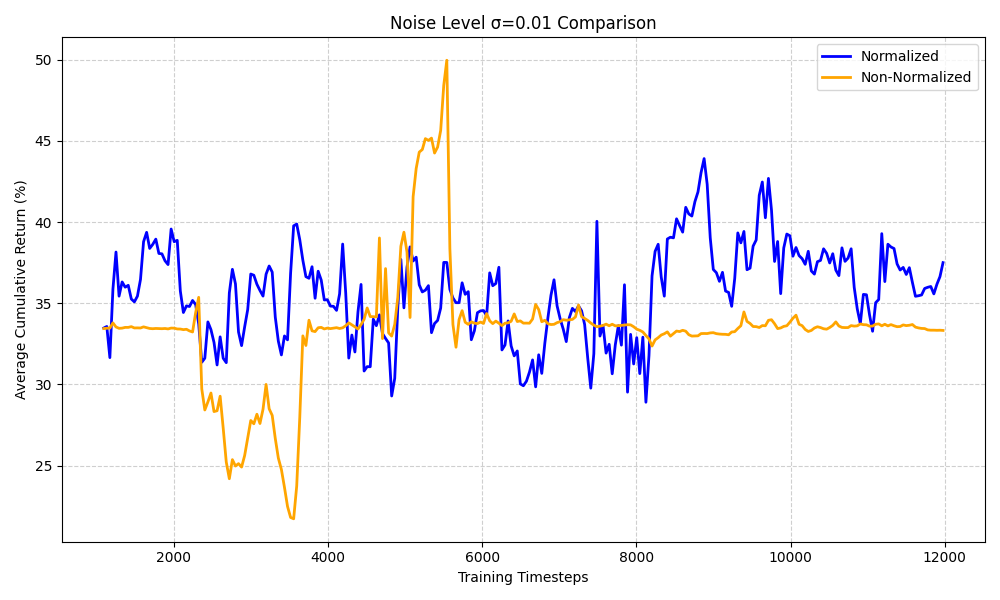 Noise Level σ=0.01 Comparison
Normalized
Non-Normalized
Average Cumulative Return (%)
50
45
40
35
30
25
2000
4000
6000
8000
10000
12000
Training Timesteps